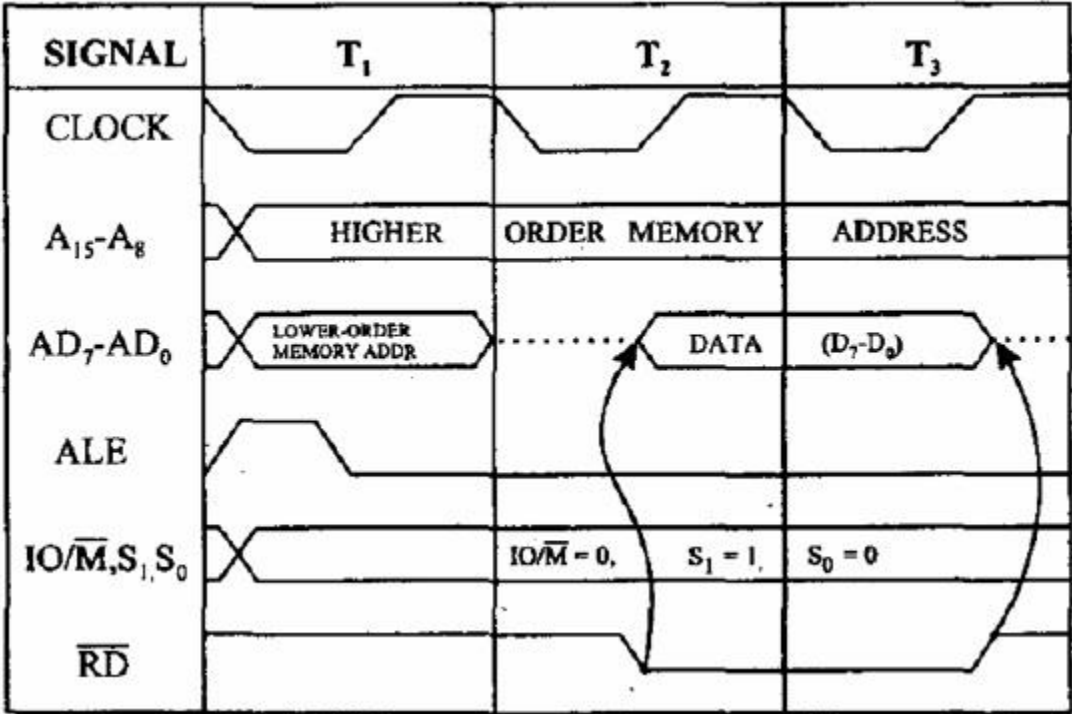 SIGNAL T₁ T₂ T₃
CLOCK
A₁₅-A₈ HIGHER ORDER MEMORY ADDRESS
AD₇-AD₀ LOWER-ORDER MEMORY ADDR DATA (D₇-D₀)
ALE
IO/M̅,S₁,S₀ IO/M̅ = 0, S₁ = 1, S₀ = 0
R̅D̅